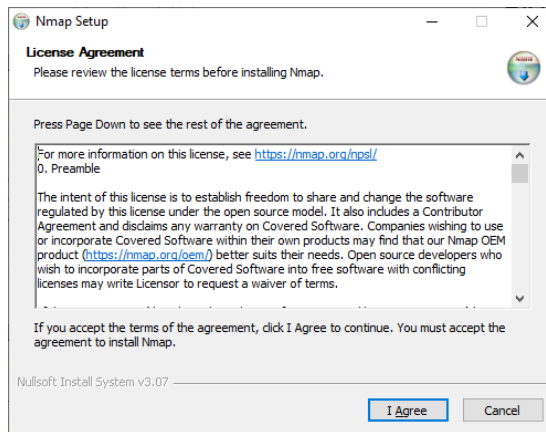 Nmap Setup
License Agreement
Please review the license terms before installing Nmap.
Press Page Down to see the rest of the agreement.
For more information on this license, see https://nmap.org/npsl/
0. Preamble
The intent of this license is to establish freedom to share and change the software
regulated by this license under the open source model. It also includes a Contributor
Agreement and disclaims any warranty on Covered Software. Companies wishing to use
or incorporate Covered Software within their own products may find that our Nmap OEM
product (https://nmap.org/oem/) better suits their needs. Open source developers who
wish to incorporate parts of Covered Software into free software with conflicting
licenses may write Licensor to request a waiver of terms.
If you accept the terms of the agreement, click I Agree to continue. You must accept the
agreement to install Nmap.
Nullsoft Install System v3.07
I Agree
Cancel